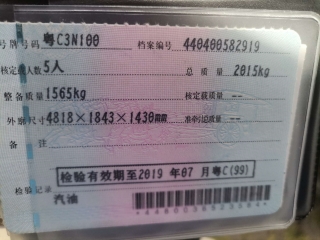 号牌号码 粤C3N100 档案编号 440400582919
核定载人数 5人 总质量 2015kg
整备质量 1565kg 核定载质量 --
外廓尺寸 4818×1843×1430mm 准牵引总质量 --
备注
检验有效期至2019年07月粤C(99)
检验记录
汽油